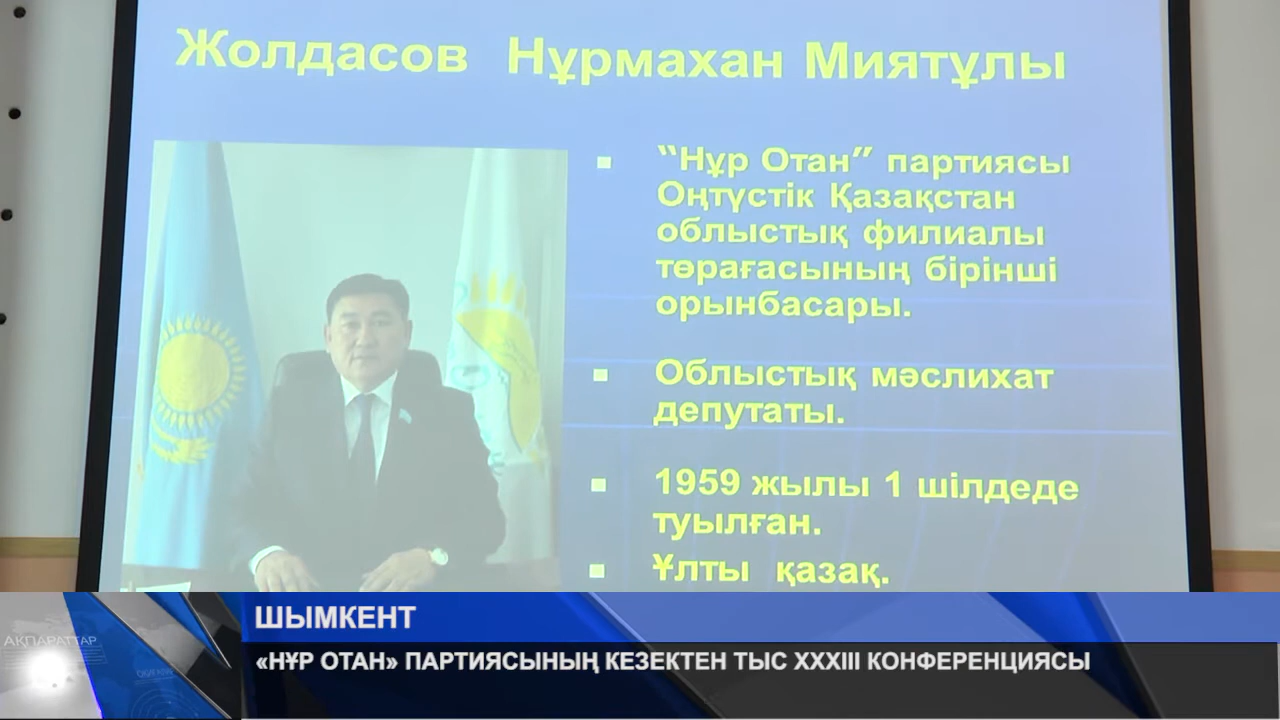 Жолдасов Нұрмахан Миятұлы
“Нұр Отан” партиясы
Оңтүстік Қазақстан
облыстық филиалы
төрағасының бірінші
орынбасары.
Облыстық мәслихат
депутаты.
1959 жылы 1 шілдеде
туылған.
Ұлты қазақ.
АҚПАРАТТАР
ШЫМКЕНТ
«НҰР ОТАН» ПАРТИЯСЫНЫҢ КЕЗЕКТЕН ТЫС XXXIII КОНФЕРЕНЦИЯСЫ